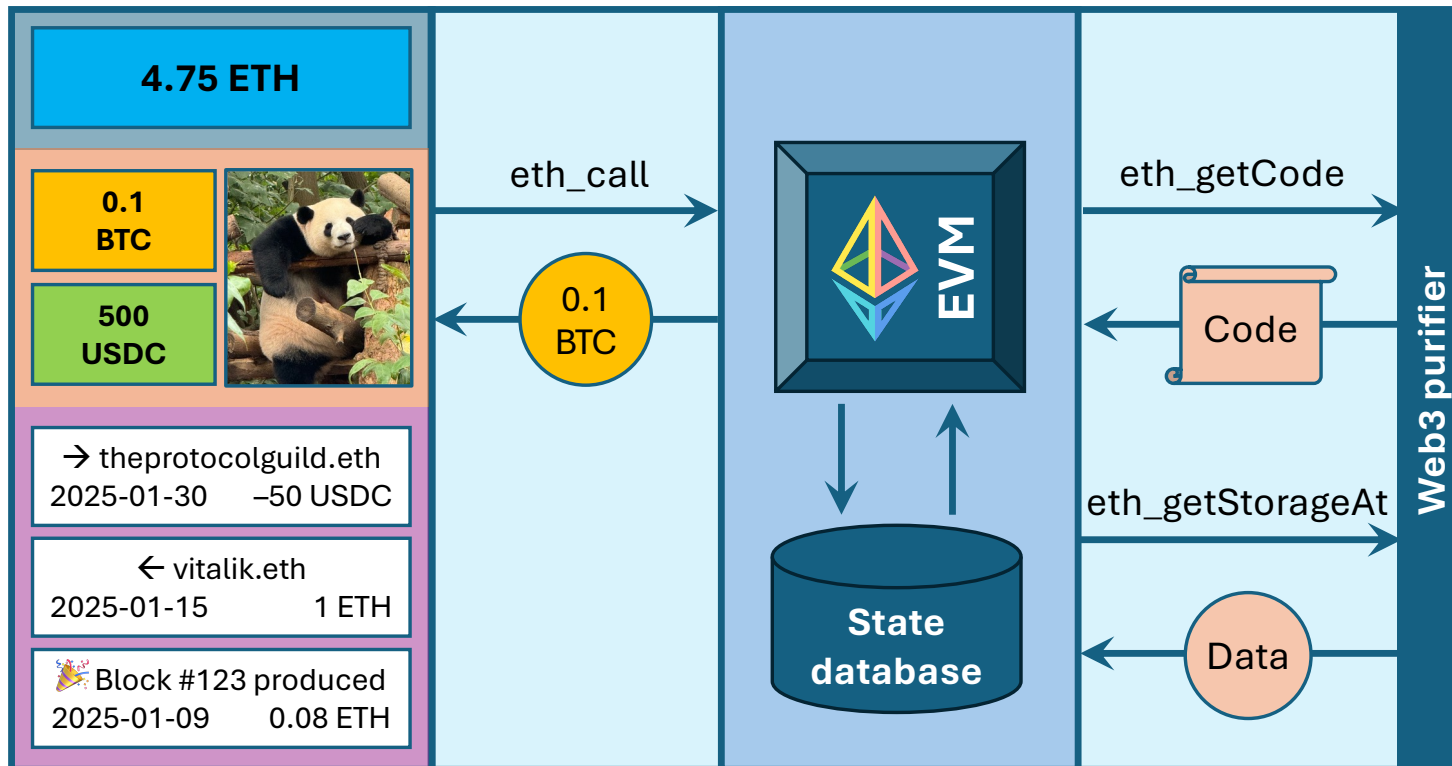 4.75 ETH
0.1
BTC
500
USDC
→ theprotocolguild.eth
2025-01-30 –50 USDC
← vitalik.eth
2025-01-15 1 ETH
🎉 Block #123 produced
2025-01-09 0.08 ETH
eth_call
0.1
BTC
EVM
State
database
eth_getCode
Code
eth_getStorageAt
Data
Web3 purifier